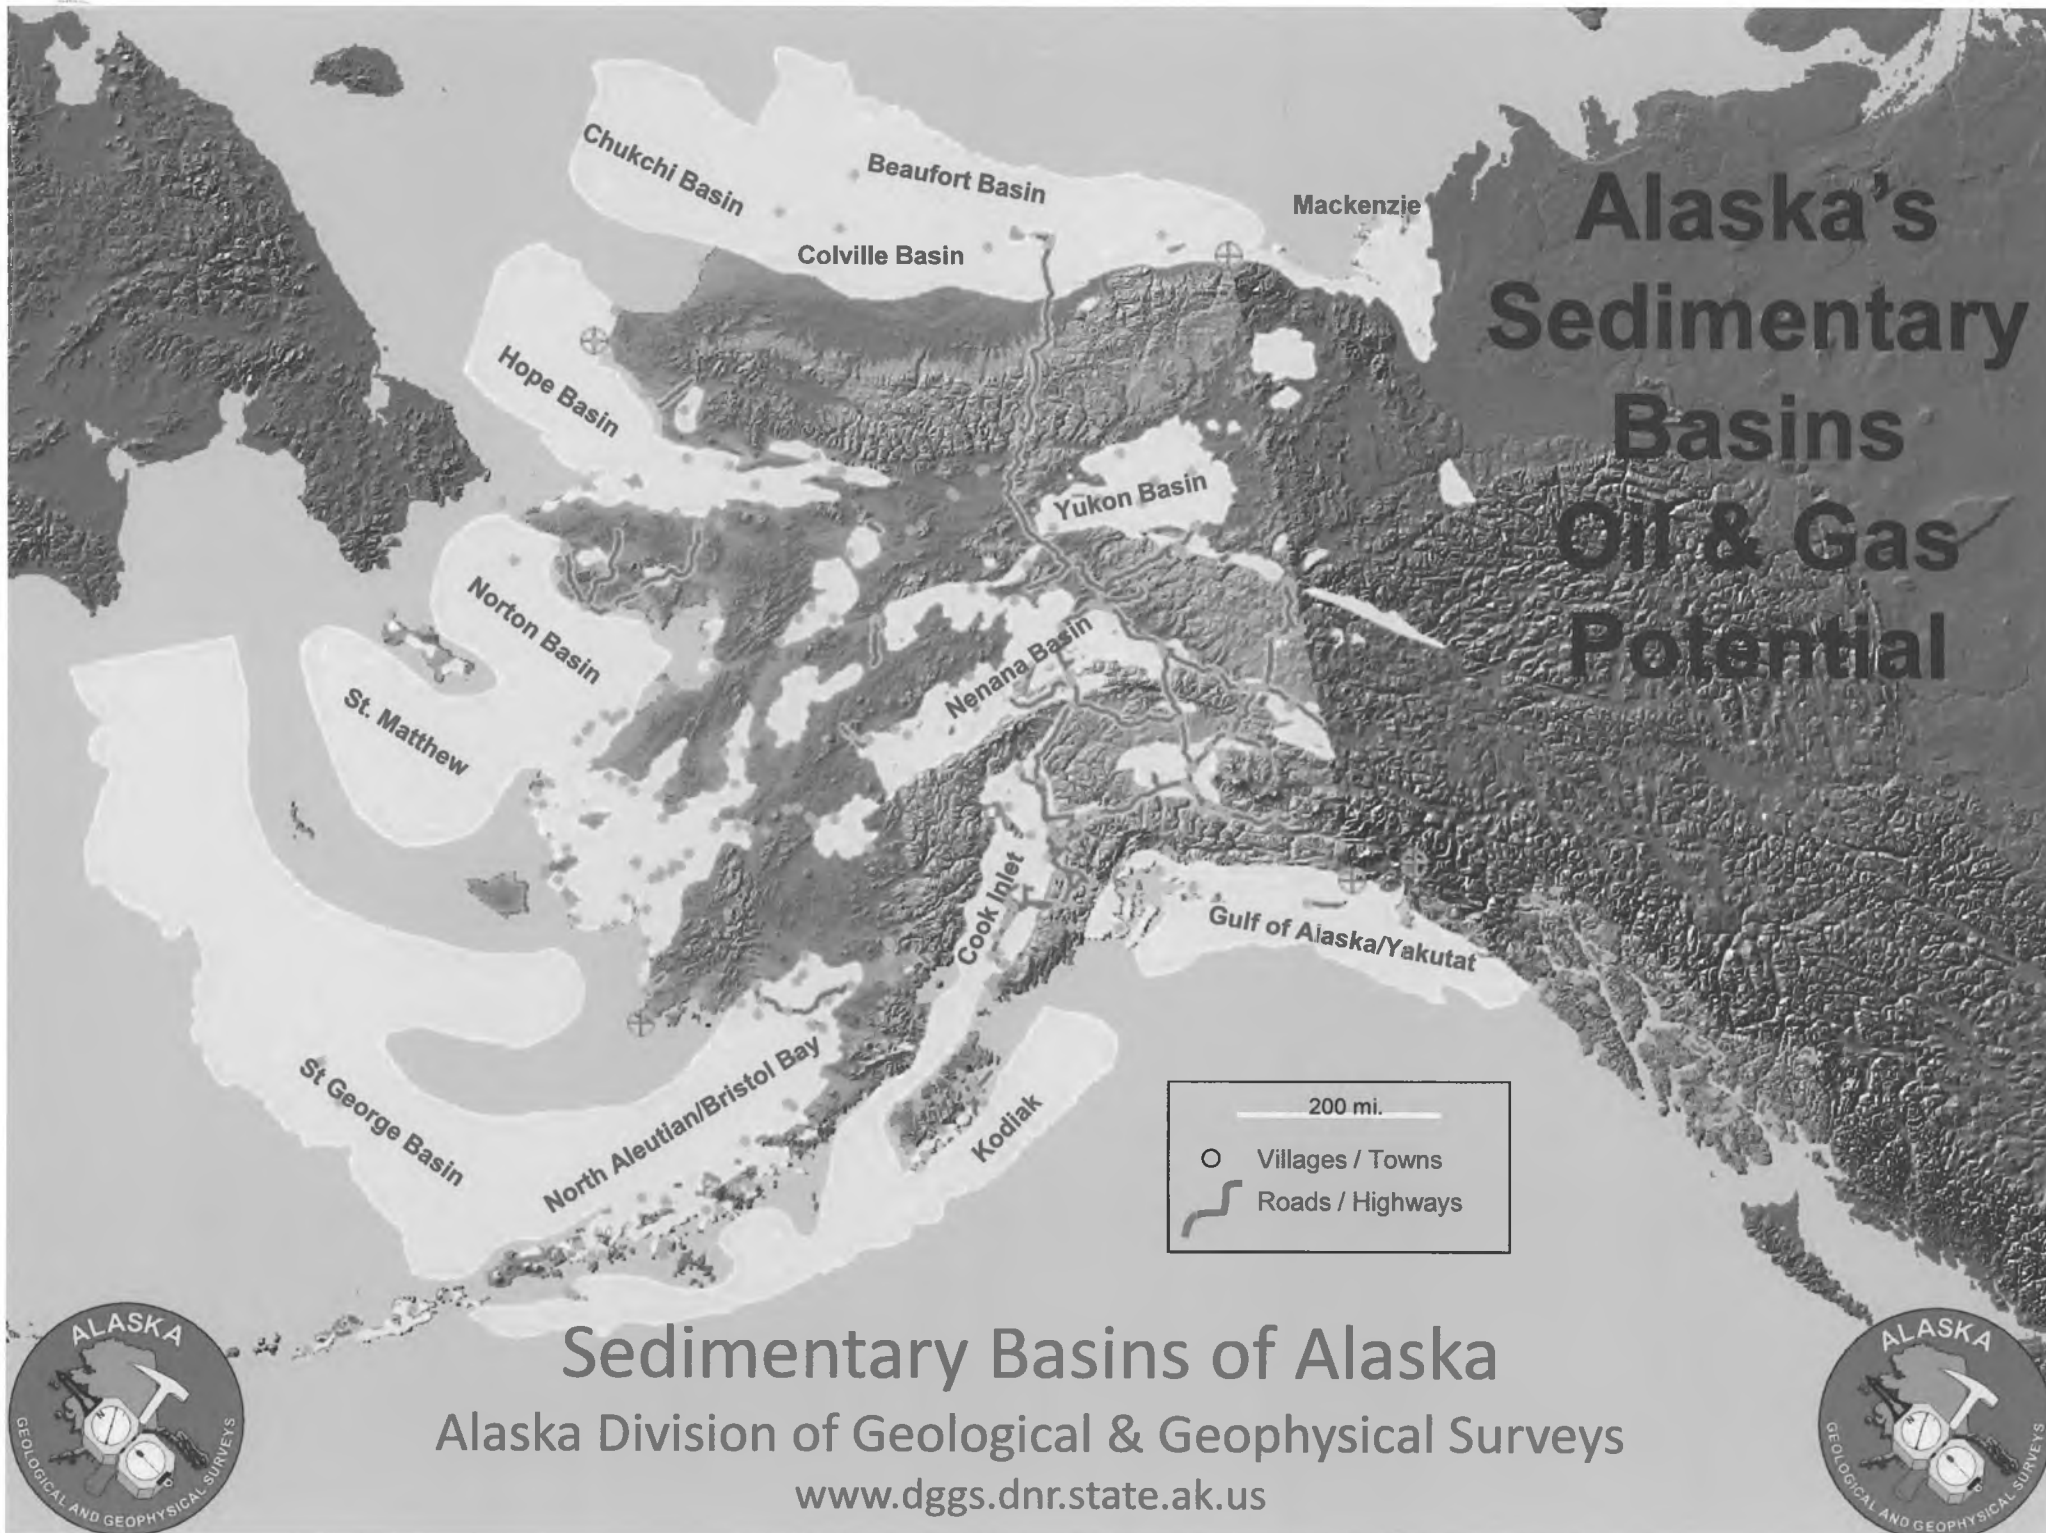 Alaska's
Sedimentary
Basins
Oil & Gas
Potential
Chukchi Basin
Beaufort Basin
Mackenzie
Colville Basin
Hope Basin
Yukon Basin
Norton Basin
Nenana Basin
St. Matthew
Cook Inlet
Gulf of Alaska/Yakutat
St George Basin
North Aleutian/Bristol Bay
Kodiak
200 mi.
Villages / Towns
Roads / Highways
Sedimentary Basins of Alaska
Alaska Division of Geological & Geophysical Surveys
www.dggs.dnr.state.ak.us
ALASKA
GEOLOGICAL AND GEOPHYSICAL SURVEYS
ALASKA
GEOLOGICAL AND GEOPHYSICAL SURVEYS